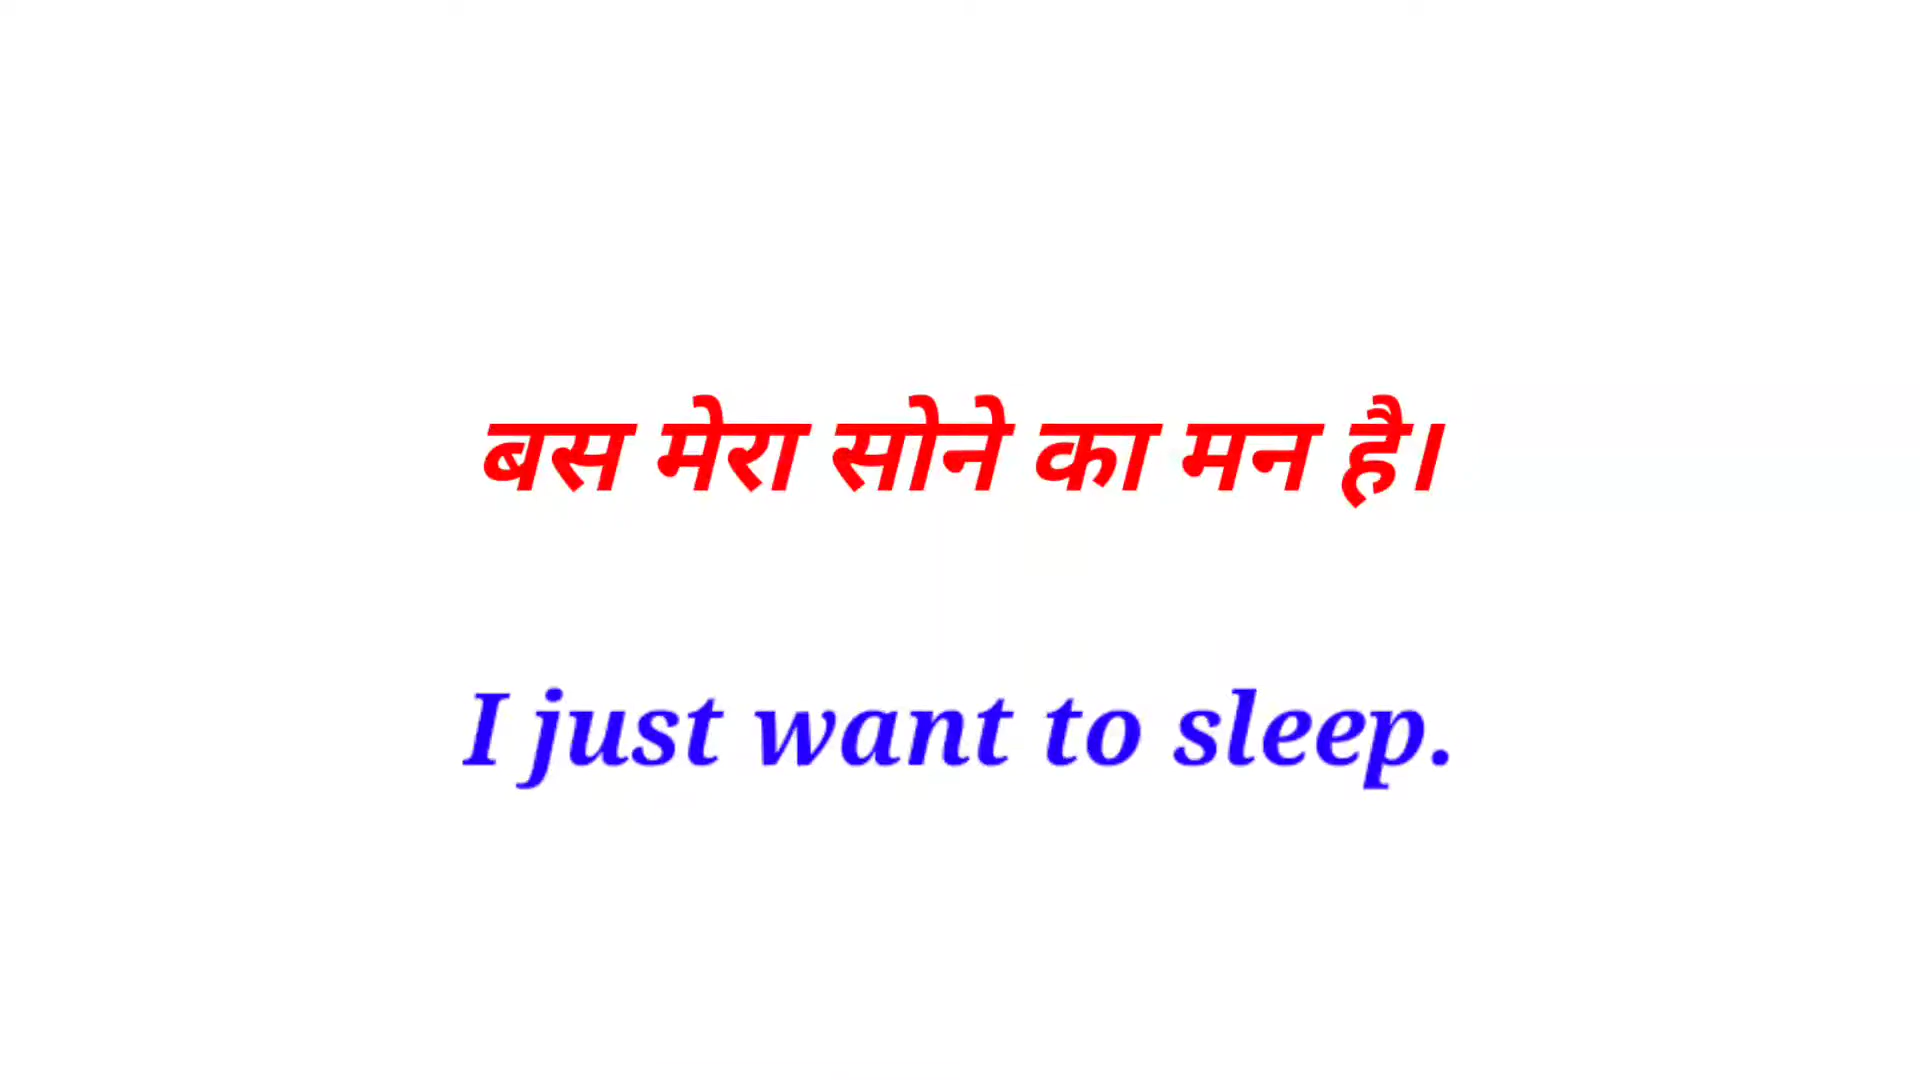 बस मेरा सोने का मन है।
I just want to sleep.